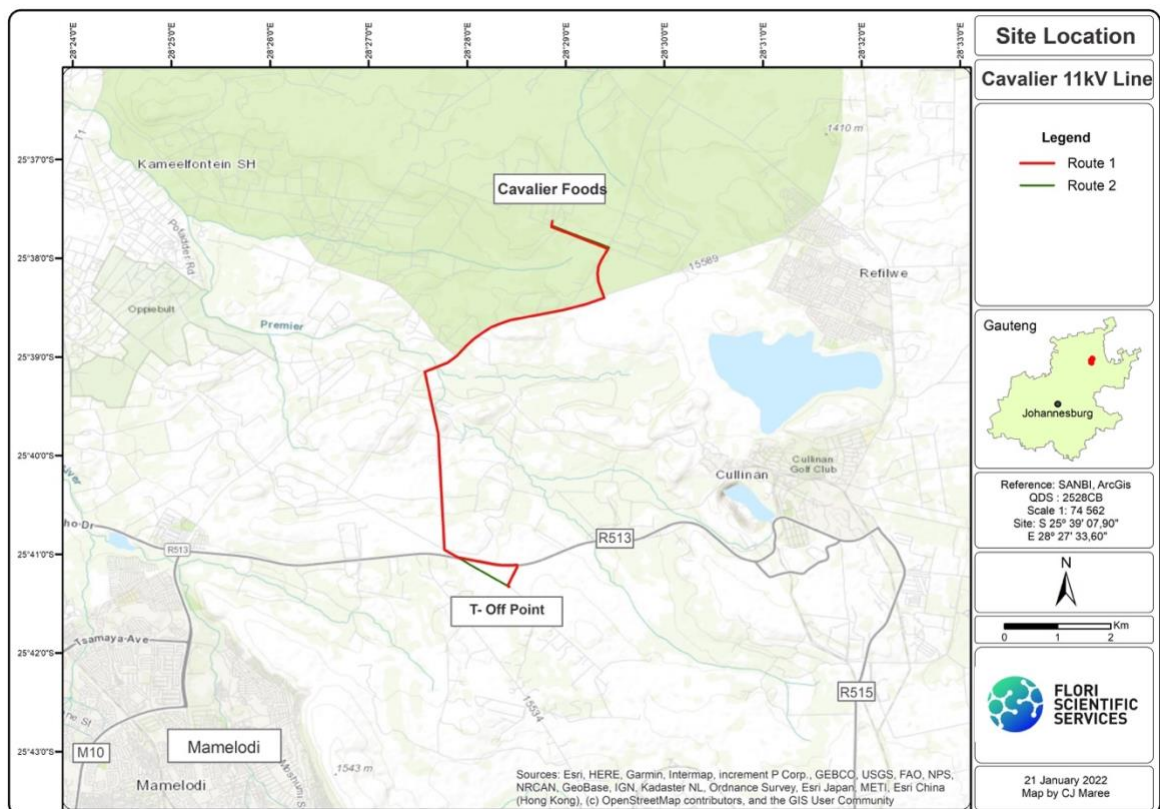 28°24'0"E
28°25'0"E
28°26'0"E
28°27'0"E
28°28'0"E
28°29'0"E
28°30'0"E
28°31'0"E
28°32'0"E
28°33'0"E
25°37'0"S
25°38'0"S
25°39'0"S
25°40'0"S
25°41'0"S
25°42'0"S
25°43'0"S
T1
Kameelfontein SH
1410 m
Cavalier Foods
Pofadder Rd
15589
Refilwe
Oppiebult
Premier
Cullinan
Golf Club
Cullinan
R513
R513
T- Off Point
Tsamaya-Ave
15534
R515
M10
Mamelodi
Mamelodi
1543 m
Sources: Esri, HERE, Garmin, Intermap, increment P Corp., GEBCO, USGS, FAO, NPS,
NRCAN, GeoBase, IGN, Kadaster NL, Ordnance Survey, Esri Japan, METI, Esri China
(Hong Kong), (c) OpenStreetMap contributors, and the GIS User Community
Site Location
Cavalier 11kV Line
Legend
Route 1
Route 2
Gauteng
Johannesburg
Reference: SANBI, ArcGis
QDS : 2528CB
Scale 1: 74 562
Site: S 25º 39' 07,90"
E 28º 27' 33,60"
N
Km
0 1 2
FLORI
SCIENTIFIC
SERVICES
21 January 2022
Map by CJ Maree